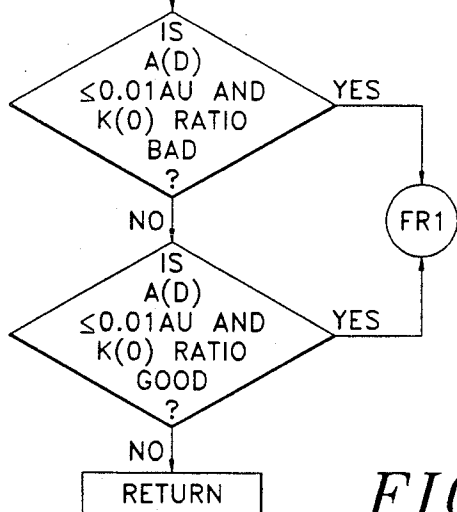 IS
A(D)
≤0.01AU AND
K(0) RATIO
BAD
?
YES
NO
FR1
IS
A(D)
≤0.01AU AND
K(0) RATIO
GOOD
?
YES
NO
RETURN